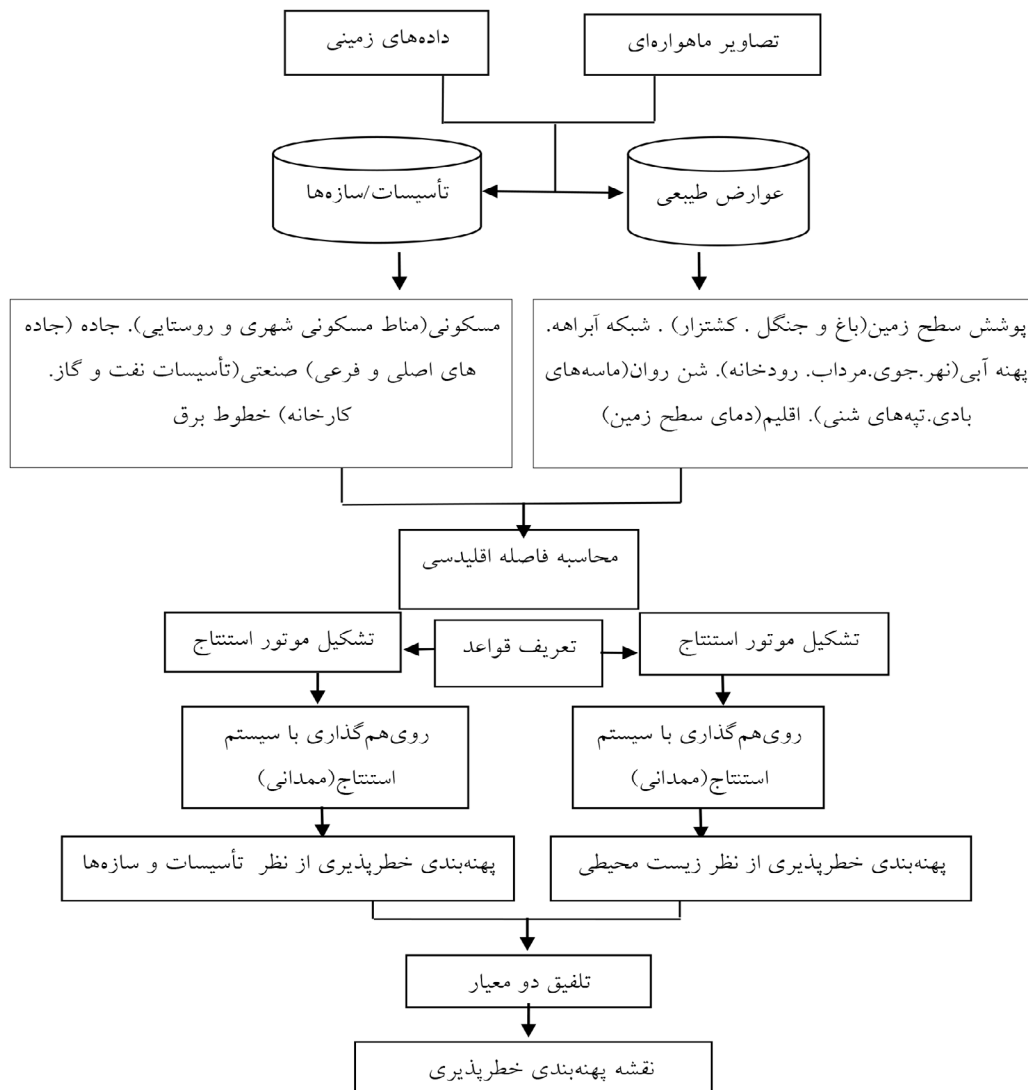 تصاویر ماهواره‌ای
داده‌های زمینی
عوارض طبیعی
تأسیسات/سازه‌ها
پوشش سطح زمین(باغ و جنگل . کشتزار) . شبکه آبراهه.
پهنه آبی(نهر.جوی.مرداب. رودخانه). شن روان(ماسه‌های
بادی.تپه‌های شنی). اقلیم(دمای سطح زمین)
مسکونی(مناط مسکونی شهری و روستایی). جاده (جاده
های اصلی و فرعی) صنعتی(تأسیسات نفت و گاز.
کارخانه) خطوط برق
محاسبه فاصله اقلیدسی
تشکیل موتور استنتاج
تعریف قواعد
تشکیل موتور استنتاج
روی‌هم‌گذاری با سیستم
استنتاج(ممدانی)
روی‌هم‌گذاری با سیستم
استنتاج(ممدانی)
پهنه‌بندی خطرپذیری از نظر زیست محیطی
پهنه‌بندی خطرپذیری از نظر تأسیسات و سازه‌ها
تلفیق دو معیار
نقشه پهنه‌بندی خطرپذیری